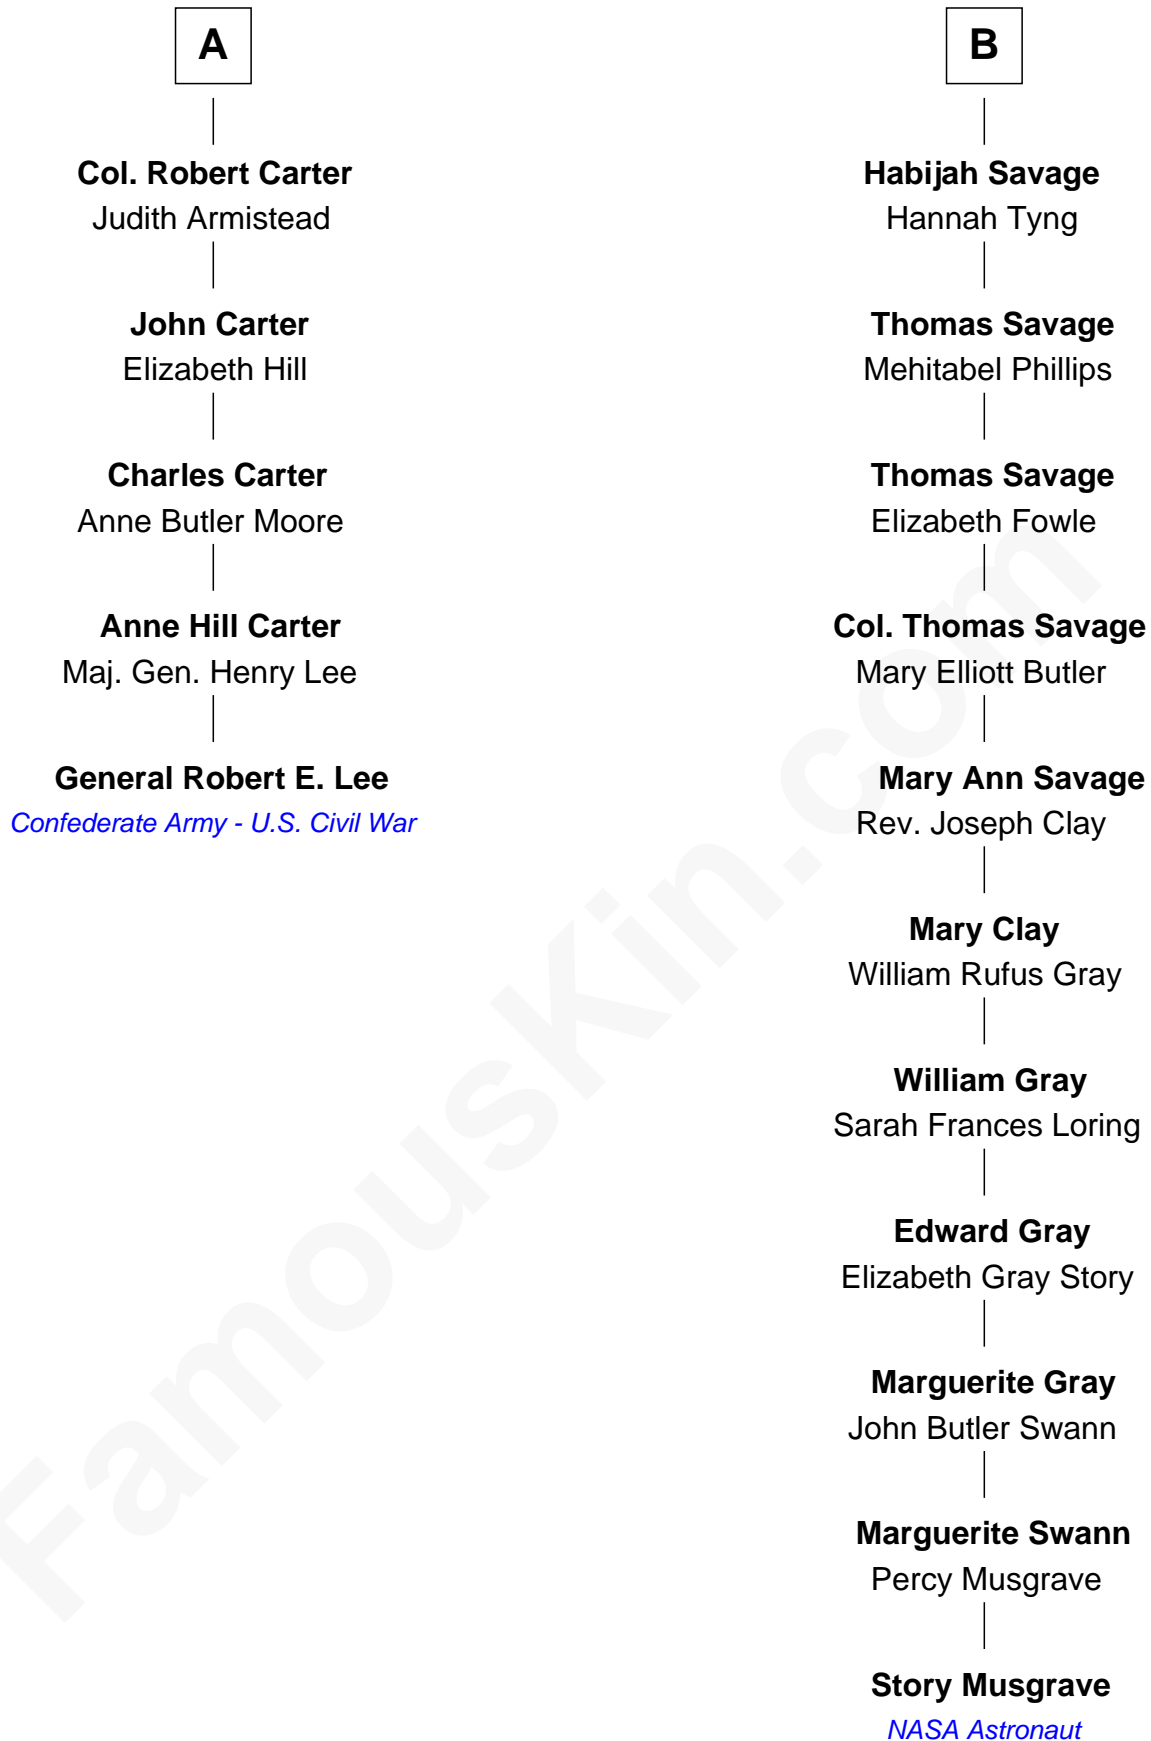 A
Col. Robert Carter
Judith Armistead
John Carter
Elizabeth Hill
Charles Carter
Anne Butler Moore
Anne Hill Carter
Maj. Gen. Henry Lee
General Robert E. Lee
Confederate Army - U.S. Civil War
B
Habijah Savage
Hannah Tyng
Thomas Savage
Mehitabel Phillips
Thomas Savage
Elizabeth Fowle
Col. Thomas Savage
Mary Elliott Butler
Mary Ann Savage
Rev. Joseph Clay
Mary Clay
William Rufus Gray
William Gray
Sarah Frances Loring
Edward Gray
Elizabeth Gray Story
Marguerite Gray
John Butler Swann
Marguerite Swann
Percy Musgrave
Story Musgrave
NASA Astronaut
FamousKin.com